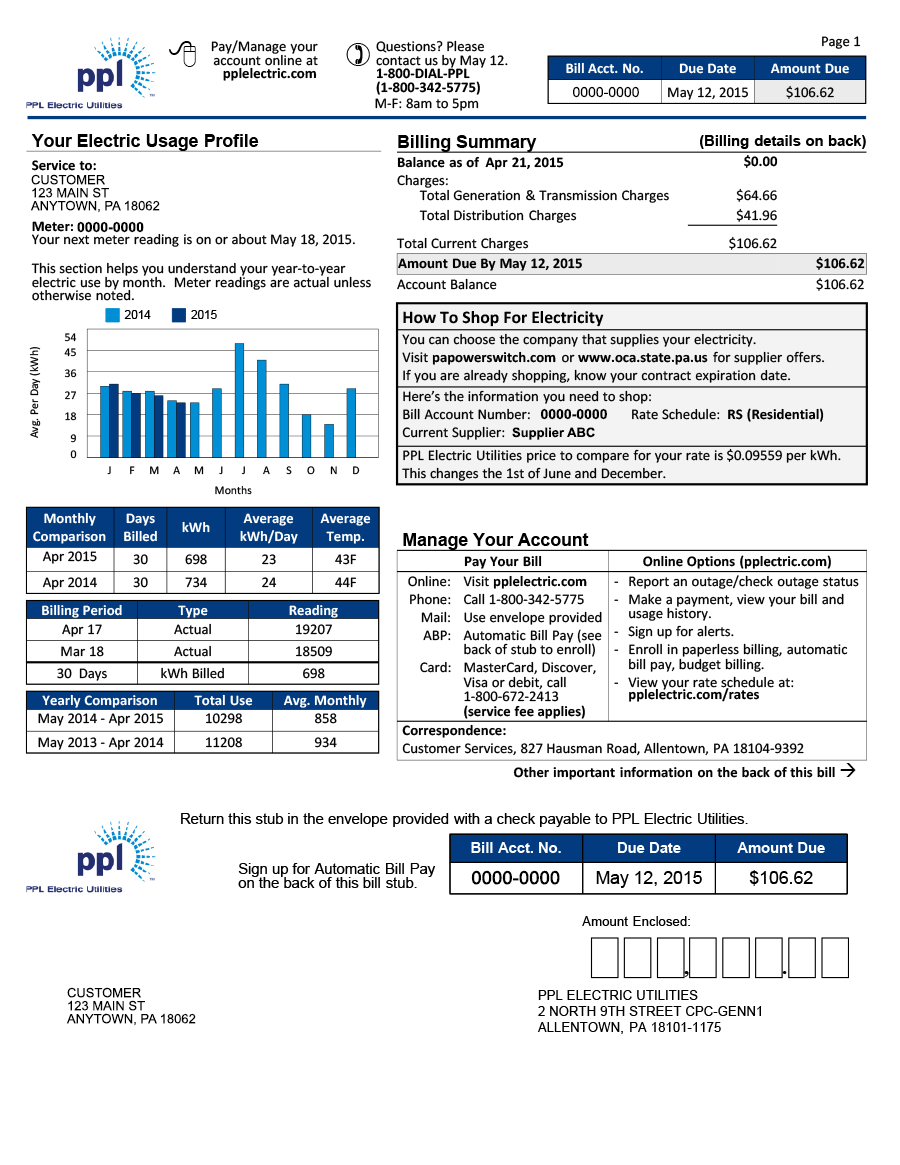 Page 1
ppl
PPL Electric Utilities
Pay/Manage your
account online at
pplelectric.com
Questions? Please
contact us by May 12.
1-800-DIAL-PPL
(1-800-342-5775)
M-F: 8am to 5pm
Bill Acct. No. Due Date Amount Due
0000-0000 May 12, 2015 $106.62
Your Electric Usage Profile
Service to:
CUSTOMER
123 MAIN ST
ANYTOWN, PA 18062
Meter: 0000-0000
Your next meter reading is on or about May 18, 2015.
This section helps you understand your year-to-year
electric use by month. Meter readings are actual unless
otherwise noted.
2014 2015
Avg. Per Day (kWh)
54
45
36
27
18
9
0
J F M A M J J A S O N D
Months
Monthly Comparison Days Billed kWh Average kWh/Day Average Temp.
Apr 2015 30 698 23 43F
Apr 2014 30 734 24 44F
Billing Period Type Reading
Apr 17 Actual 19207
Mar 18 Actual 18509
30 Days kWh Billed 698
Yearly Comparison Total Use Avg. Monthly
May 2014 - Apr 2015 10298 858
May 2013 - Apr 2014 11208 934
Billing Summary (Billing details on back)
Balance as of Apr 21, 2015 $0.00
Charges:
Total Generation & Transmission Charges $64.66
Total Distribution Charges $41.96
Total Current Charges $106.62
Amount Due By May 12, 2015 $106.62
Account Balance $106.62
How To Shop For Electricity
You can choose the company that supplies your electricity.
Visit papowerswitch.com or www.oca.state.pa.us for supplier offers.
If you are already shopping, know your contract expiration date.
Here's the information you need to shop:
Bill Account Number: 0000-0000 Rate Schedule: RS (Residential)
Current Supplier: Supplier ABC
PPL Electric Utilities price to compare for your rate is $0.09559 per kWh.
This changes the 1st of June and December.
Manage Your Account
Pay Your Bill
Online: Visit pplelectric.com
Phone: Call 1-800-342-5775
Mail: Use envelope provided
ABP: Automatic Bill Pay (see
back of stub to enroll)
Card: MasterCard, Discover,
Visa or debit, call
1-800-672-2413
(service fee applies)
Online Options (pplelectric.com)
- Report an outage/check outage status
- Make a payment, view your bill and
usage history.
- Sign up for alerts.
- Enroll in paperless billing, automatic
bill pay, budget billing.
- View your rate schedule at:
pplelectric.com/rates
Correspondence:
Customer Services, 827 Hausman Road, Allentown, PA 18104-9392
Other important information on the back of this bill →
Return this stub in the envelope provided with a check payable to PPL Electric Utilities.
ppl
PPL Electric Utilities
Sign up for Automatic Bill Pay
on the back of this bill stub.
Bill Acct. No. Due Date Amount Due
0000-0000 May 12, 2015 $106.62
Amount Enclosed:
, .
CUSTOMER
123 MAIN ST
ANYTOWN, PA 18062
PPL ELECTRIC UTILITIES
2 NORTH 9TH STREET CPC-GENN1
ALLENTOWN, PA 18101-1175